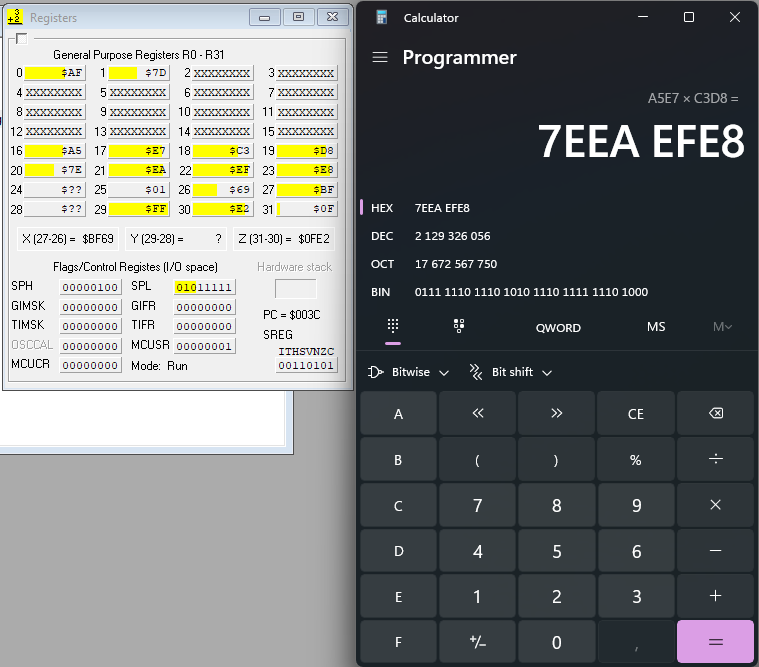 Registers
General Purpose Registers R0 - R31
0 $AF 1 $7D 2 XXXXXXXX 3 XXXXXXXX
4 XXXXXXXX 5 XXXXXXXX 6 XXXXXXXX 7 XXXXXXXX
8 XXXXXXXX 9 XXXXXXXX 10 XXXXXXXX 11 XXXXXXXX
12 XXXXXXXX 13 XXXXXXXX 14 XXXXXXXX 15 XXXXXXXX
16 $A5 17 $E7 18 $C3 19 $D8
20 $7E 21 $EA 22 $EF 23 $E8
24 $?? 25 $01 26 $69 27 $BF
28 $?? 29 $FF 30 $E2 31 $0F
X (27-26) = $BF69 Y (29-28) = ? Z (31-30) = $0FE2
Flags/Control Registes (I/O space) Hardware stack
SPH 00000100 SPL 01011111
GIMSK 00000000 GIFR 00000000 PC = $003C
TIMSK 00000000 TIFR 00000000 SREG
OSCCAL 00000000 MCUSR 00000001 ITHSVNZC
MCUCR 00000000 Mode: Run 00110101
Calculator
Programmer
A5E7 × C3D8 =
7EEA EFE8
HEX 7EEA EFE8
DEC 2 129 326 056
OCT 17 672 567 750
BIN 0111 1110 1110 1010 1110 1111 1110 1000
QWORD MS M
Bitwise Bit shift
A « » CE
B ( ) % ÷
C 7 8 9 ×
D 4 5 6 −
E 1 2 3 +
F +/− 0 , =